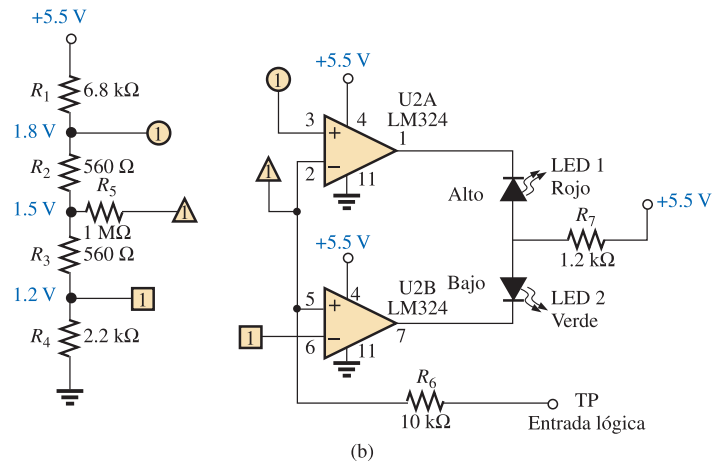 +5.5 V
R1
6.8 kΩ
1.8 V
1
R2
560 Ω
R5
1.5 V
1
1 MΩ
R3
560 Ω
1.2 V
1
R4
2.2 kΩ
+5.5 V
1
U2A
LM324
3
4
+
1
2
−
11
1
LED 1
Rojo
Alto
R7
+5.5 V
1.2 kΩ
+5.5 V
U2B
LM324
Bajo
LED 2
Verde
5
4
+
7
1
6
−
11
R6
10 kΩ
TP
Entrada lógica
(b)